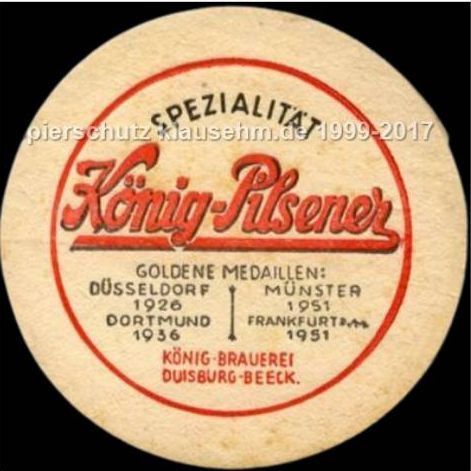 SPEZIALITÄT
pierschutz klausehm.de 1999-2017
König-Pilsener
GOLDENE MEDAILLEN:
DÜSSELDORF MÜNSTER
1926 1951
DORTMUND FRANKFURT a.M.
1936 1951
KÖNIG-BRAUEREI
DUISBURG-BEECK.